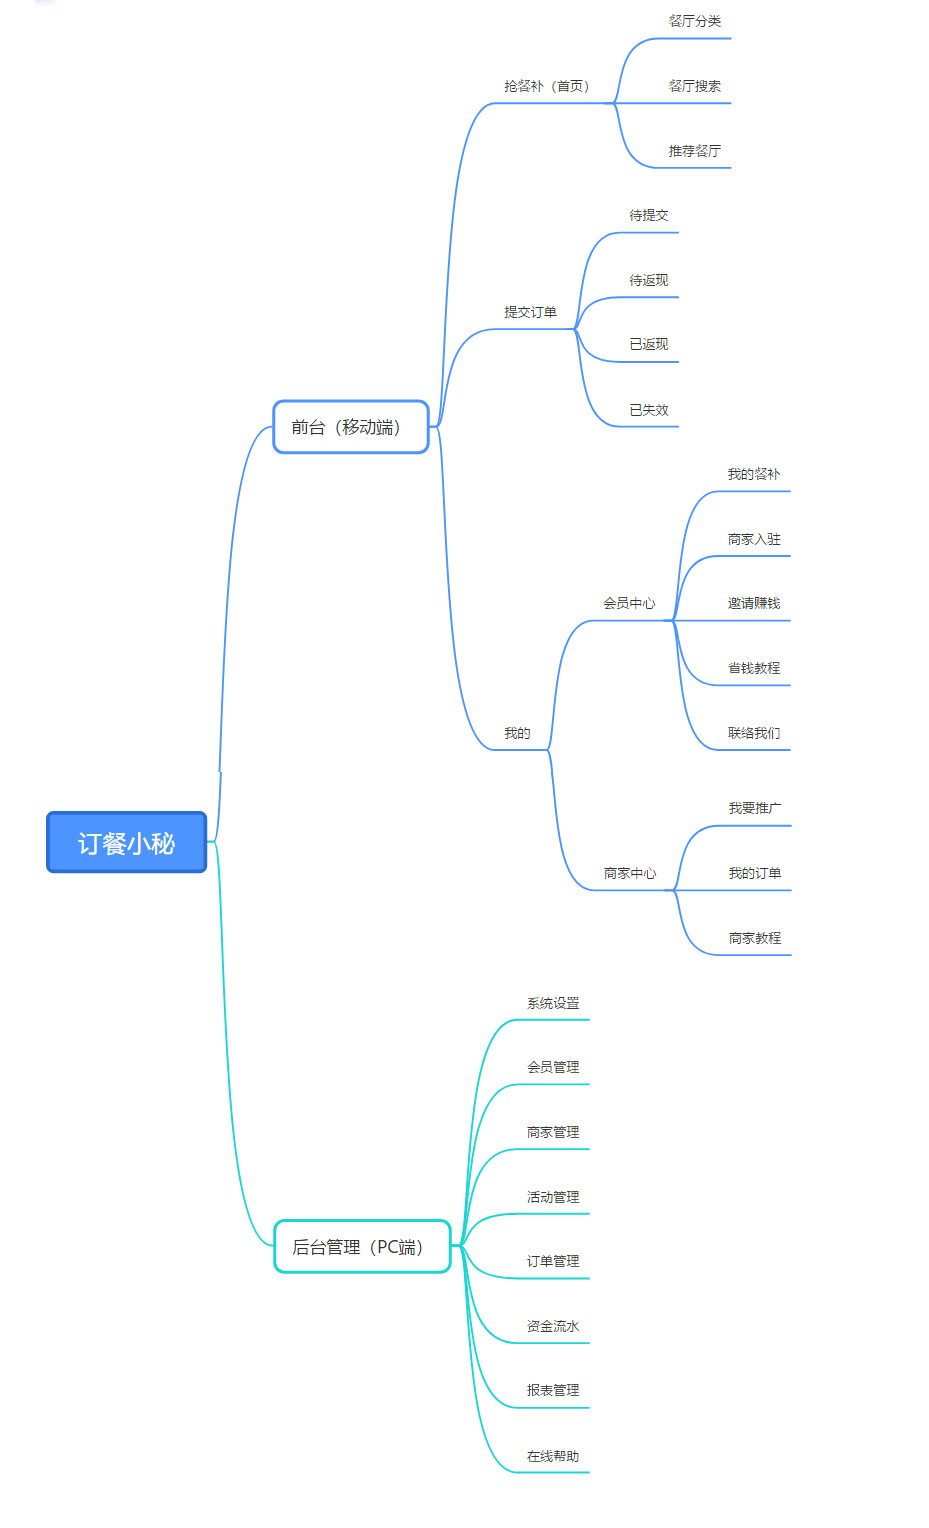 餐厅分类
抢餐补（首页）
餐厅搜索
推荐餐厅
待提交
待返现
提交订单
已返现
已失效
前台（移动端）
我的餐补
商家入驻
会员中心
邀请赚钱
省钱教程
我的
联络我们
我要推广
订餐小秘
商家中心
我的订单
商家教程
系统设置
会员管理
商家管理
活动管理
后台管理（PC端）
订单管理
资金流水
报表管理
在线帮助